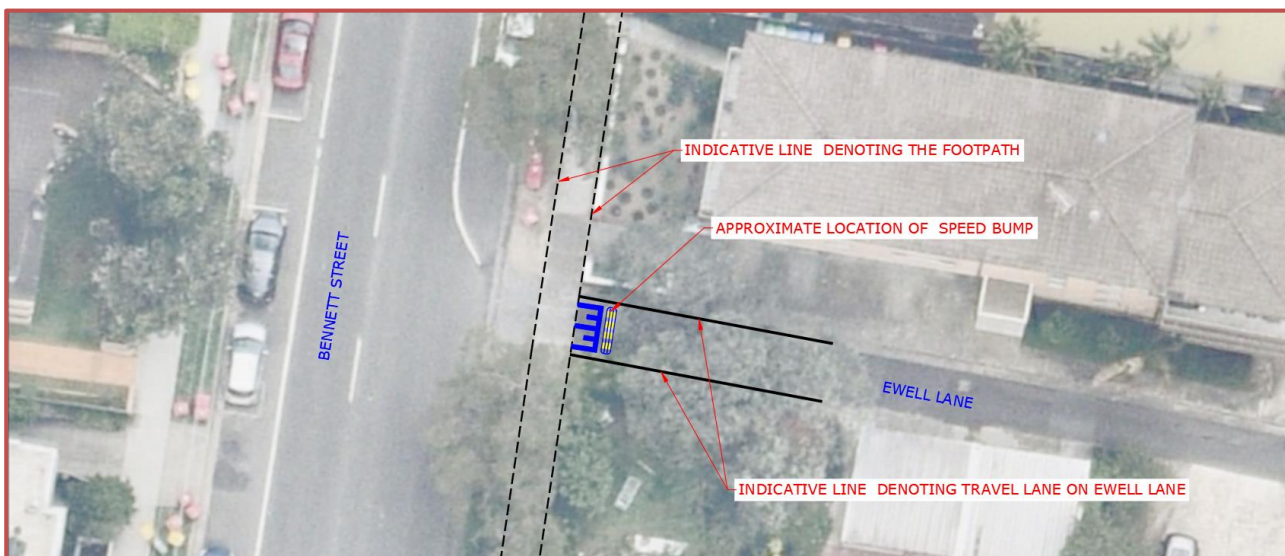 INDICATIVE LINE DENOTING THE FOOTPATH
APPROXIMATE LOCATION OF SPEED BUMP
BENNETT STREET
EWELL LANE
INDICATIVE LINE DENOTING TRAVEL LANE ON EWELL LANE